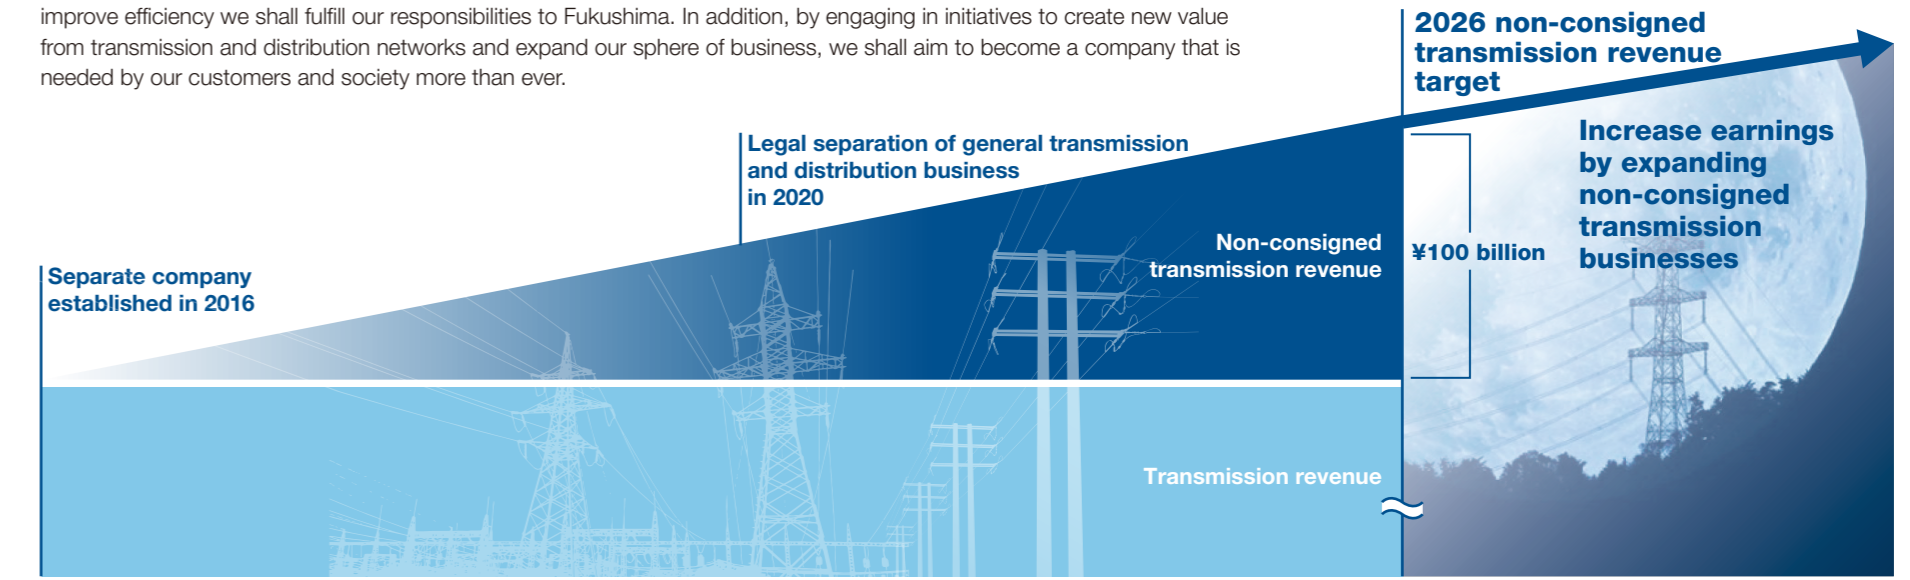 improve efficiency we shall fulfill our responsibilities to Fukushima. In addition, by engaging in initiatives to create new value
from transmission and distribution networks and expand our sphere of business, we shall aim to become a company that is
needed by our customers and society more than ever.
2026 non-consigned
transmission revenue
target
Legal separation of general transmission
and distribution business
in 2020
Increase earnings
by expanding
non-consigned
transmission
businesses
Non-consigned
transmission revenue
¥100 billion
Separate company
established in 2016
Transmission revenue